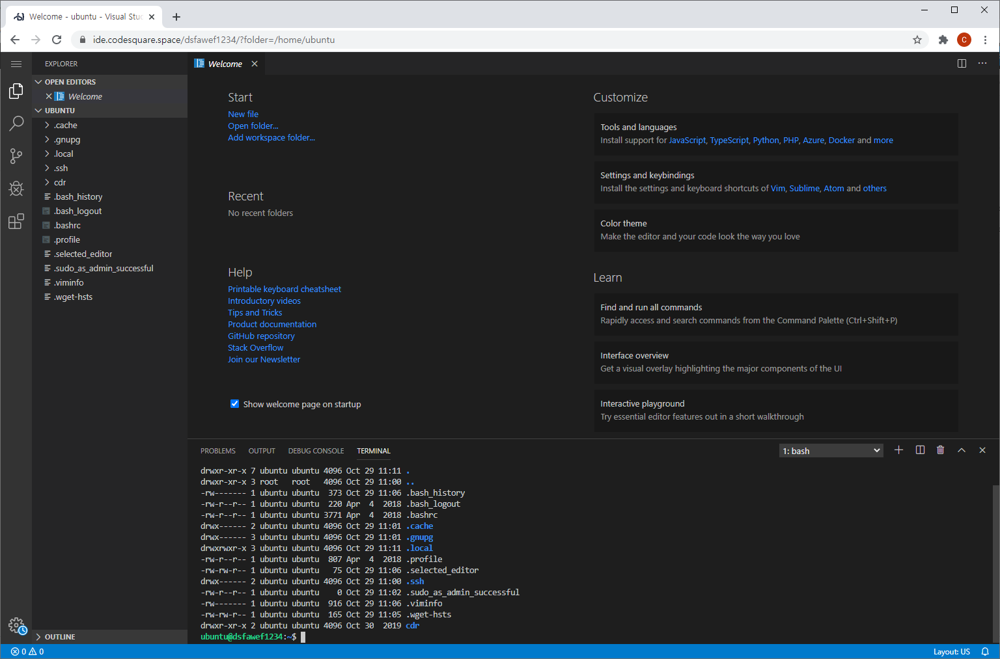 Welcome - ubuntu - Visual Stu
ide.codesquare.space/dsfawef1234/?folder=/home/ubuntu
C
EXPLORER
OPEN EDITORS
Welcome
UBUNTU
.cache
.gnupg
.local
.ssh
cdr
.bash_history
.bash_logout
.bashrc
.profile
.selected_editor
.sudo_as_admin_successful
.viminfo
.wget-hsts
OUTLINE
Welcome
Start
New file
Open folder...
Add workspace folder...
Recent
No recent folders
Help
Printable keyboard cheatsheet
Introductory videos
Tips and Tricks
Product documentation
GitHub repository
Stack Overflow
Join our Newsletter
Show welcome page on startup
Customize
Tools and languages
Install support for JavaScript, TypeScript, Python, PHP, Azure, Docker and more
Settings and keybindings
Install the settings and keyboard shortcuts of Vim, Sublime, Atom and others
Color theme
Make the editor and your code look the way you love
Learn
Find and run all commands
Rapidly access and search commands from the Command Palette (Ctrl+Shift+P)
Interface overview
Get a visual overlay highlighting the major components of the UI
Interactive playground
Try essential editor features out in a short walkthrough
PROBLEMS OUTPUT DEBUG CONSOLE TERMINAL
1: bash
drwxr-xr-x 7 ubuntu ubuntu 4096 Oct 29 11:11 .
drwxr-xr-x 3 root   root   4096 Oct 29 11:00 ..
-rw------- 1 ubuntu ubuntu  373 Oct 29 11:06 .bash_history
-rw-r--r-- 1 ubuntu ubuntu  220 Apr  4  2018 .bash_logout
-rw-r--r-- 1 ubuntu ubuntu 3771 Apr  4  2018 .bashrc
drwx------ 2 ubuntu ubuntu 4096 Oct 29 11:01 .cache
drwx------ 3 ubuntu ubuntu 4096 Oct 29 11:01 .gnupg
drwxrwxr-x 3 ubuntu ubuntu 4096 Oct 29 11:11 .local
-rw-r--r-- 1 ubuntu ubuntu  807 Apr  4  2018 .profile
-rw-rw-r-- 1 ubuntu ubuntu   75 Oct 29 11:06 .selected_editor
drwx------ 2 ubuntu ubuntu 4096 Oct 29 11:00 .ssh
-rw-r--r-- 1 ubuntu ubuntu    0 Oct 29 11:02 .sudo_as_admin_successful
-rw------- 1 ubuntu ubuntu  916 Oct 29 11:06 .viminfo
-rw-rw-r-- 1 ubuntu ubuntu  165 Oct 29 11:05 .wget-hsts
drwxr-xr-x 2 ubuntu ubuntu 4096 Oct 30  2019 cdr
ubuntu@dsfawef1234:~$
0 0
Layout: US